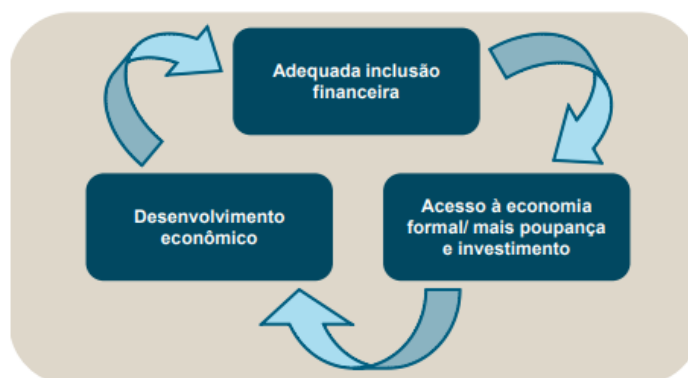 Adequada inclusão
financeira
Desenvolvimento
econômico
Acesso à economia
formal/ mais poupança
e investimento